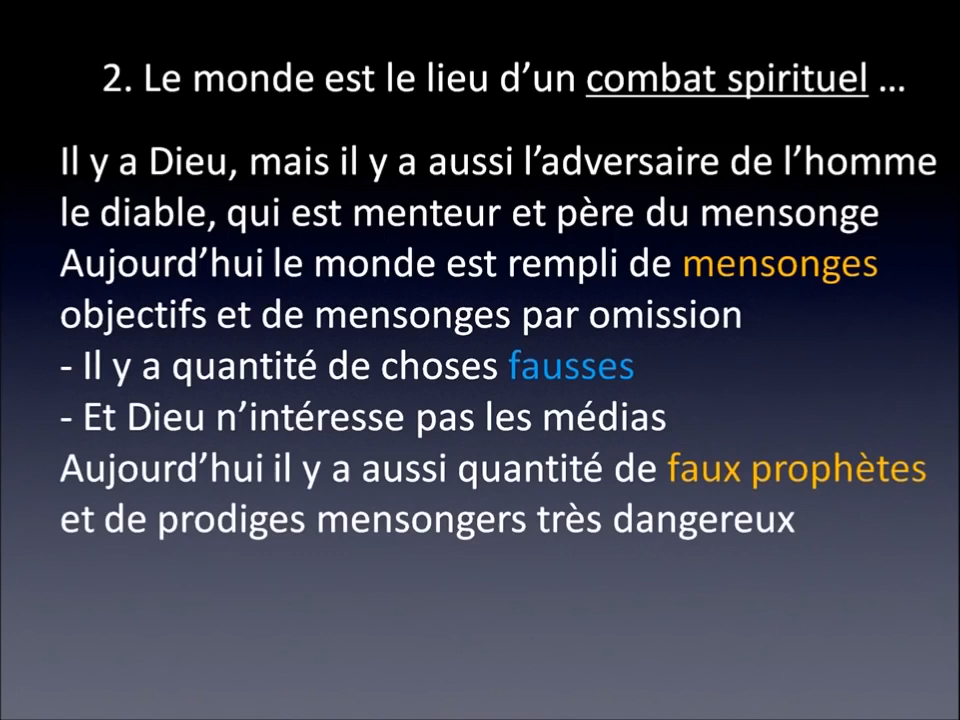 2. Le monde est le lieu d’un combat spirituel ...
Il y a Dieu, mais il y a aussi l’adversaire de l’homme
le diable, qui est menteur et père du mensonge
Aujourd’hui le monde est rempli de mensonges
objectifs et de mensonges par omission
- Il y a quantité de choses fausses
- Et Dieu n’intéresse pas les médias
Aujourd’hui il y a aussi quantité de faux prophètes
et de prodiges mensongers très dangereux